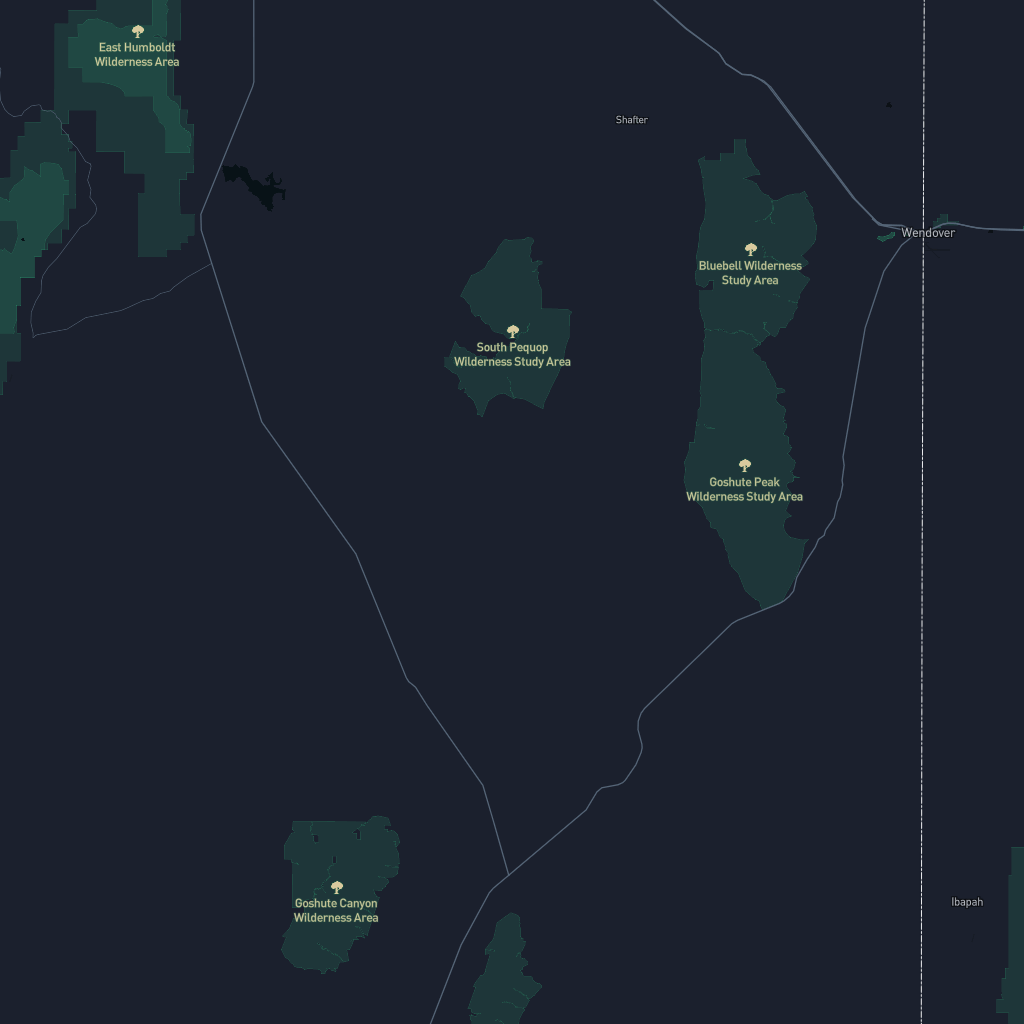 East Humboldt
Wilderness Area
Shafter
Wendover
Bluebell Wilderness
Study Area
South Pequop
Wilderness Study Area
Goshute Peak
Wilderness Study Area
Goshute Canyon
Wilderness Area
Ibapah